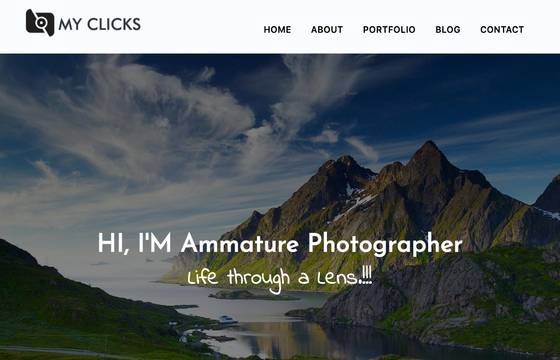 MY CLICKS
HOME ABOUT PORTFOLIO BLOG CONTACT
HI, I'M Ammature Photographer
Life through a Lens.!!!